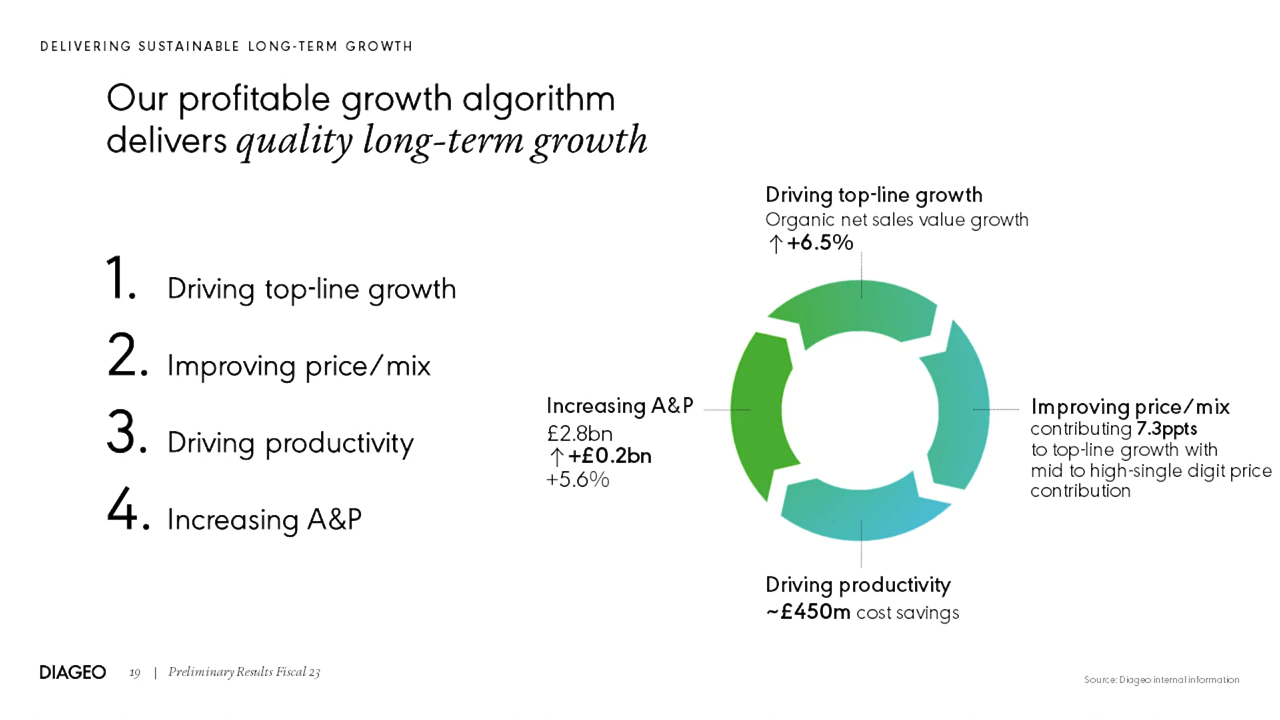 DELIVERING SUSTAINABLE LONG-TERM GROWTH
Our profitable growth algorithm
delivers quality long-term growth
1. Driving top-line growth
2. Improving price/mix
3. Driving productivity
4. Increasing A&P
Driving top-line growth
Organic net sales value growth
↑+6.5%
Improving price/mix
contributing 7.3ppts
to top-line growth with
mid to high-single digit price
contribution
Driving productivity
~£450m cost savings
Increasing A&P
£2.8bn
↑+£0.2bn
+5.6%
DIAGEO 19 | Preliminary Results Fiscal 23
Source: Diageo internal information